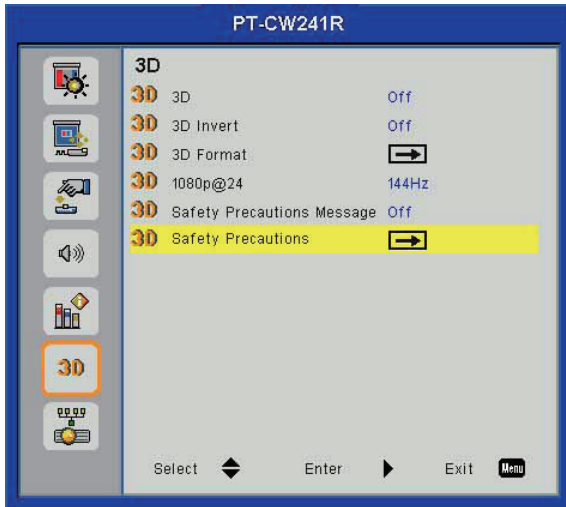 PT-CW241R
3D
3D 3D Off
3D 3D Invert Off
3D 3D Format
3D 1080p@24 144Hz
3D Safety Precautions Message Off
3D Safety Precautions
3D
Select Enter Exit Menu